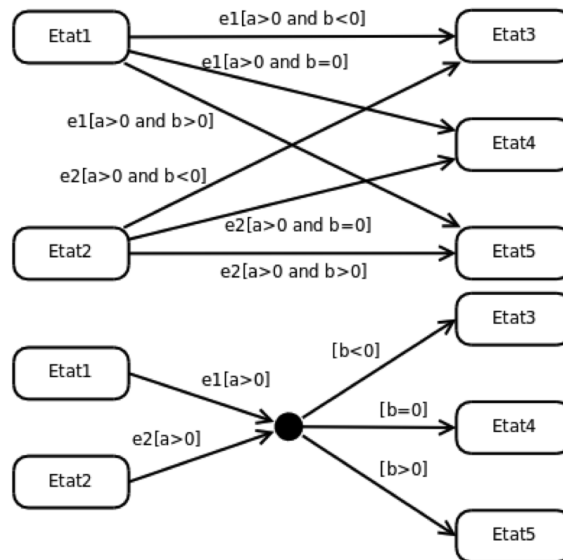 Etat1
e1[a>0 and b<0]
Etat3
e1[a>0 and b=0]
e1[a>0 and b>0]
Etat4
e2[a>0 and b<0]
Etat2
e2[a>0 and b=0]
Etat5
e2[a>0 and b>0]
Etat3
[b<0]
Etat1
e1[a>0]
[b=0]
Etat4
e2[a>0]
Etat2
[b>0]
Etat5